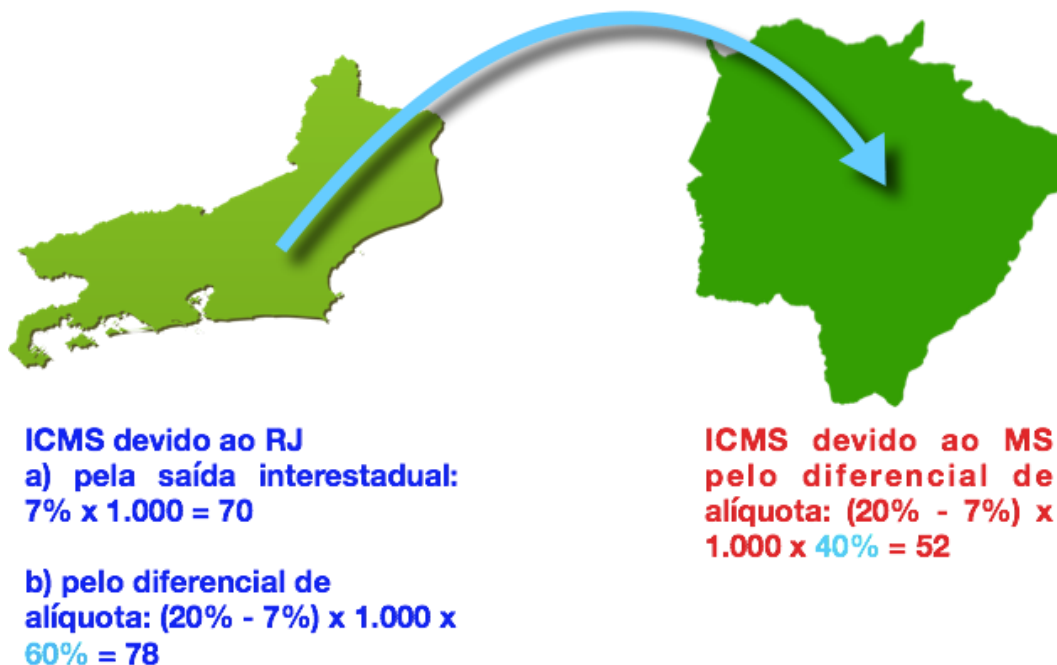 ICMS devido ao RJ
a) pela saída interestadual:
7% x 1.000 = 70
b) pelo diferencial de
alíquota: (20% - 7%) x 1.000 x
60% = 78
ICMS devido ao MS
pelo diferencial de
alíquota: (20% - 7%) x
1.000 x 40% = 52